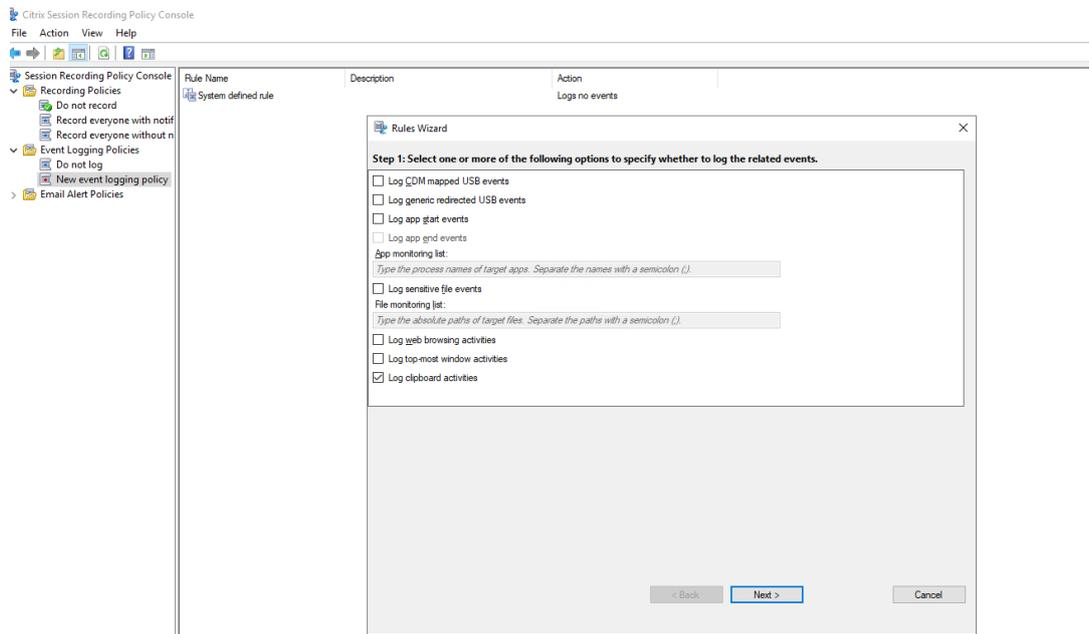 Citrix Session Recording Policy Console
File Action View Help
Session Recording Policy Console
Recording Policies
Do not record
Record everyone with notif
Record everyone without n
Event Logging Policies
Do not log
New event logging policy
Email Alert Policies
Rule Name Description Action
System defined rule Logs no events
Rules Wizard
Step 1: Select one or more of the following options to specify whether to log the related events.
Log CDM mapped USB events
Log generic redirected USB events
Log app start events
Log app end events
App monitoring list:
Type the process names of target apps. Separate the names with a semicolon (;).
Log sensitive file events
File monitoring list:
Type the absolute paths of target files. Separate the paths with a semicolon (;).
Log web browsing activities
Log top-most window activities
Log clipboard activities
< Back Next > Cancel